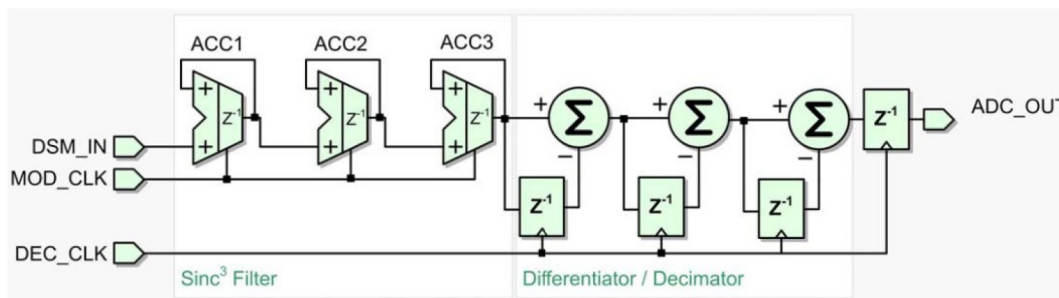 ACC1
ACC2
ACC3
+
+
+
+
+
+
Z⁻¹
Z⁻¹
Z⁻¹
+
Σ
−
+
Σ
−
+
Σ
−
Z⁻¹
ADC_OUT
DSM_IN
MOD_CLK
Z⁻¹
Z⁻¹
Z⁻¹
DEC_CLK
Sinc³ Filter
Differentiator / Decimator